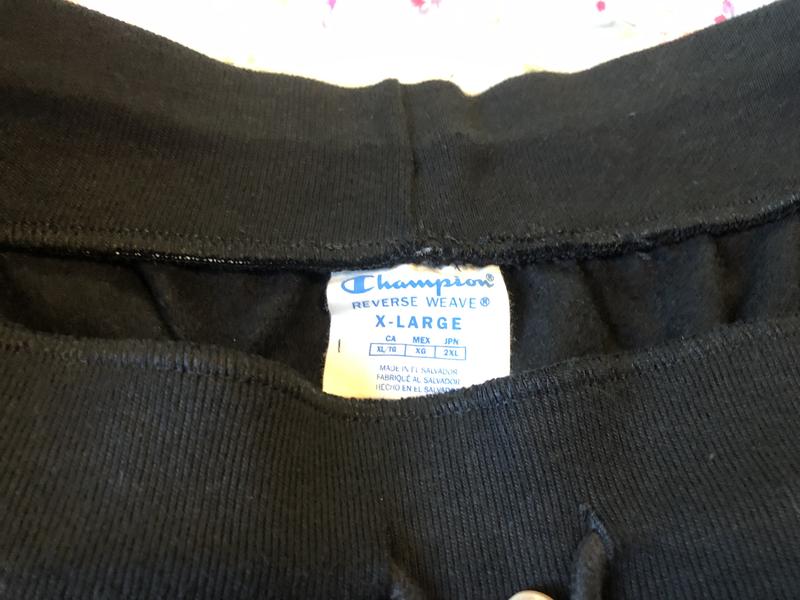 Champion®
REVERSE WEAVE®
X-LARGE
CA MEX JPN
XL/TG XG 2XL
MADE IN EL SALVADOR
FABRIQUÉ AL SALVADOR
HECHO EN EL SALVADOR